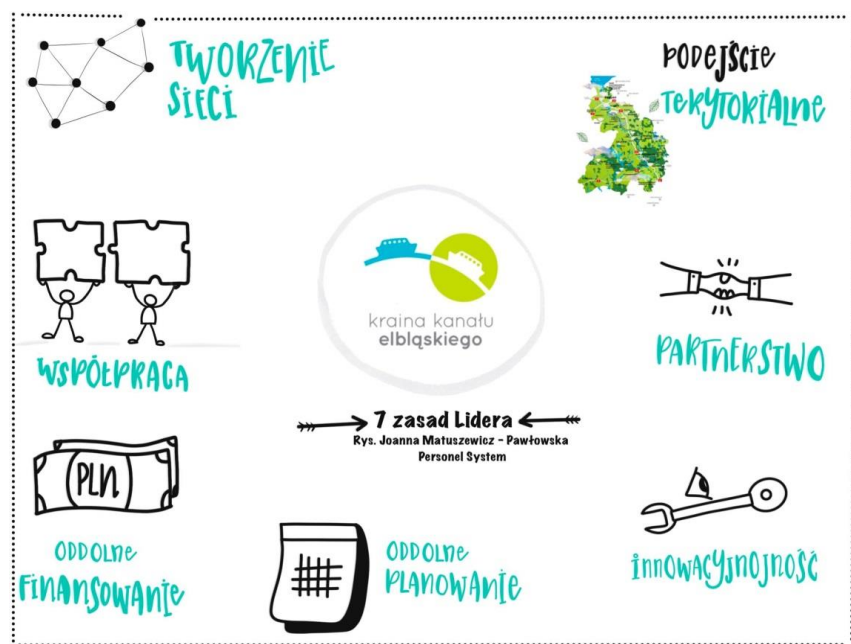 TWORZENIE
SIECI
PODEJŚCIE
TERYTORIALNE
WSPÓŁPRACA
kraina kanału
elbląskiego
PARTNERSTWO
7 zasad Lidera
Rys. Joanna Matuszewicz - Pawłowska
Personel System
PLN
ODDOLNE
FINANSOWANIE
ODDOLNE
PLANOWANIE
INNOWACYJNOJNOŚĆ